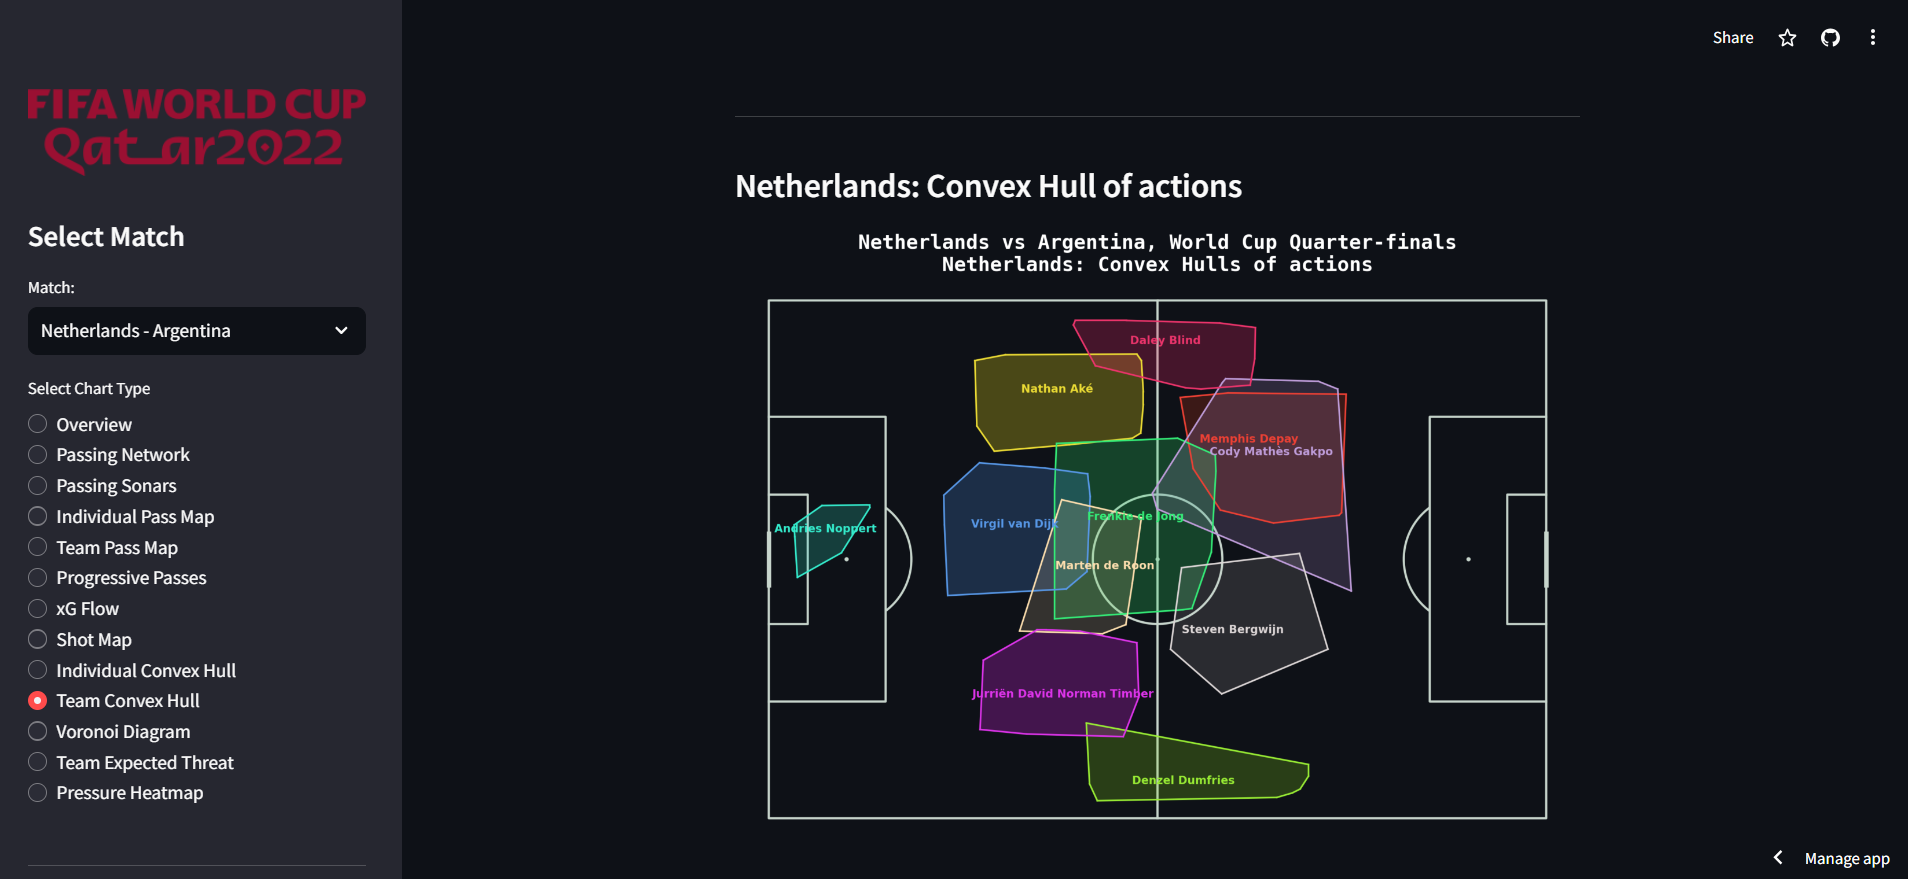 Share
FIFA WORLD CUP
Qatar2022
Select Match
Match:
Netherlands - Argentina
Select Chart Type
Overview
Passing Network
Passing Sonars
Individual Pass Map
Team Pass Map
Progressive Passes
xG Flow
Shot Map
Individual Convex Hull
Team Convex Hull
Voronoi Diagram
Team Expected Threat
Pressure Heatmap
Netherlands: Convex Hull of actions
Netherlands vs Argentina, World Cup Quarter-finals
Netherlands: Convex Hulls of actions
Daley Blind
Nathan Aké
Memphis Depay
Cody Mathès Gakpo
Andries Noppert
Virgil van Dijk
Frenkie de Jong
Marten de Roon
Steven Bergwijn
Jurriën David Norman Timber
Denzel Dumfries
Manage app